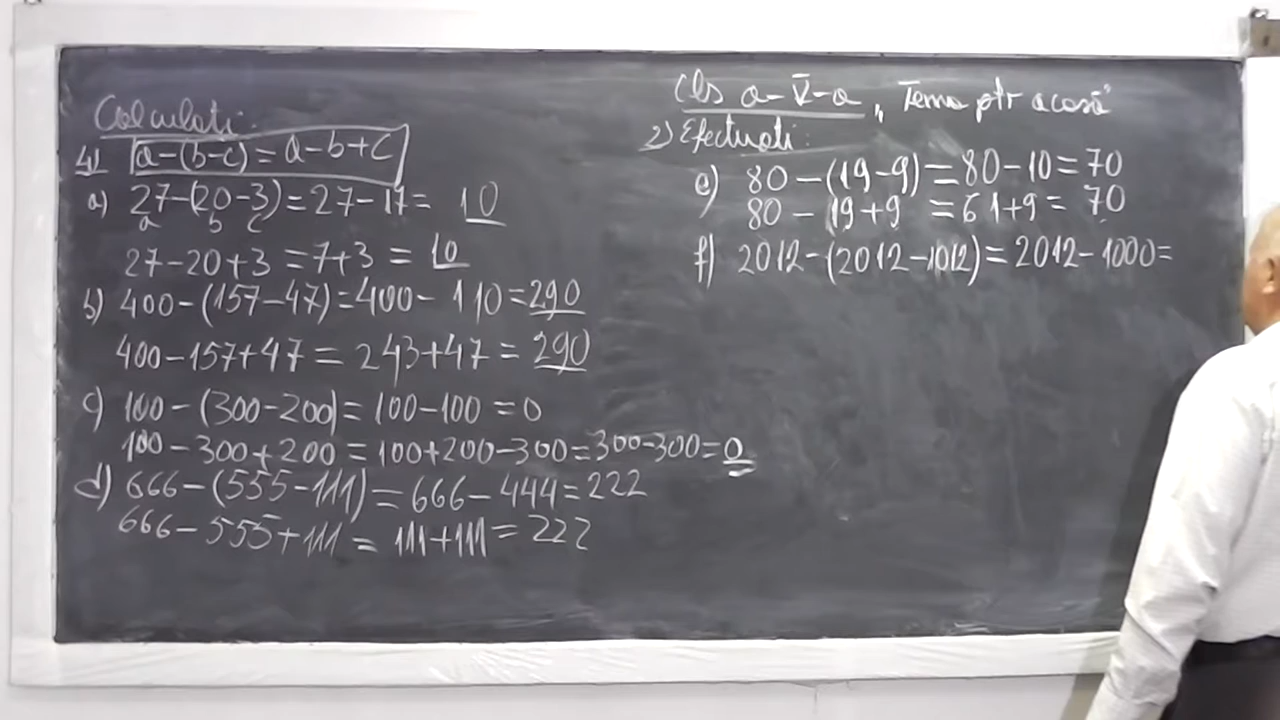 Calculati:
4) a-(b-c) = a-b+c
a) 27-(20-3) = 27-17 = 10
a b c
27-20+3 = 7+3 = 10
b) 400-(157-47) = 400-110 = 290
400-157+47 = 243+47 = 290
c) 100-(300-200) = 100-100 = 0
100-300+200 = 100+200-300 = 300-300 = 0
d) 666-(555-111) = 666-444 = 222
666-555+111 = 111+111 = 222
Cls a-V-a „Tema ptr acasă"
2) Efectuati:
e) 80-(19-9) = 80-10 = 70
80-19+9 = 61+9 = 70
f) 2012-(2012-1012) = 2012-1000=